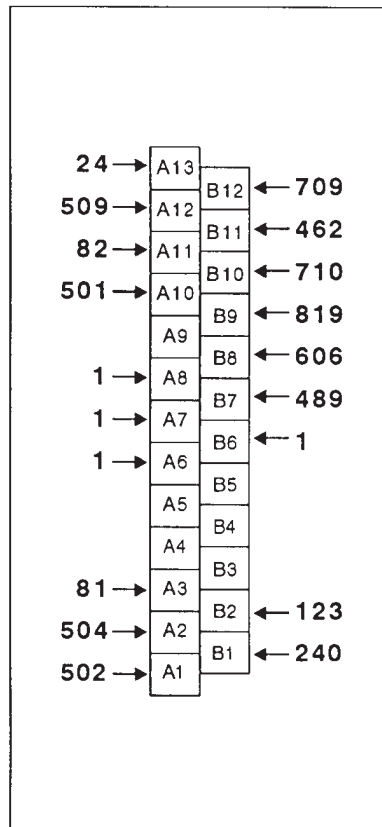 24 → A13
B12 ← 709
509 → A12
B11 ← 462
82 → A11
B10 ← 710
501 → A10
B9 ← 819
A9
B8 ← 606
1 → A8
B7 ← 489
1 → A7
B6 ← 1
1 → A6
B5
A5
B4
A4
B3
81 → A3
B2 ← 123
504 → A2
B1 ← 240
502 → A1